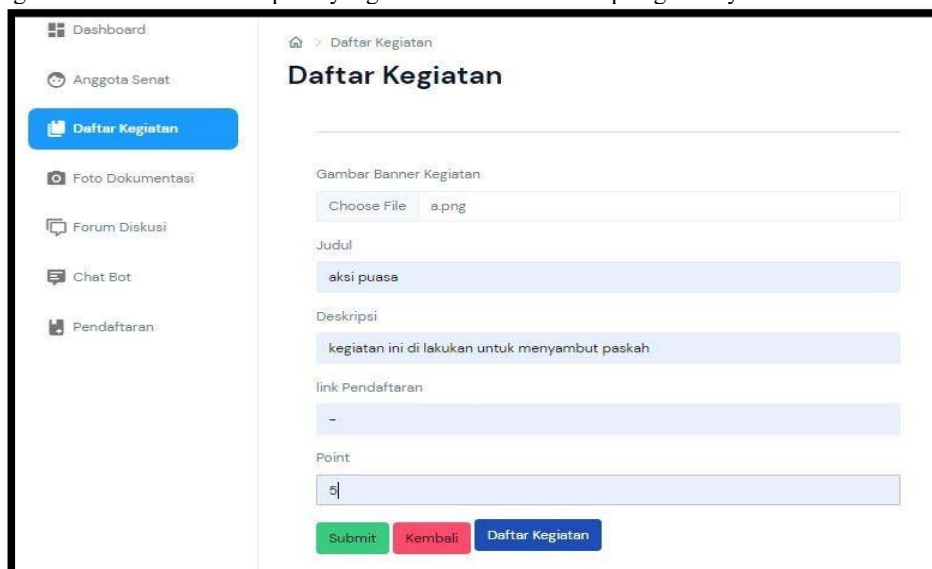 Dashboard
Anggota Senat
Daftar Kegiatan
Foto Dokumentasi
Forum Diskusi
Chat Bot
Pendaftaran
> Daftar Kegiatan
Daftar Kegiatan
Gambar Banner Kegiatan
Choose File a.png
Judul
aksi puasa
Deskripsi
kegiatan ini di lakukan untuk menyambut paskah
link Pendaftaran
-
Point
5
Submit Kembali Daftar Kegiatan